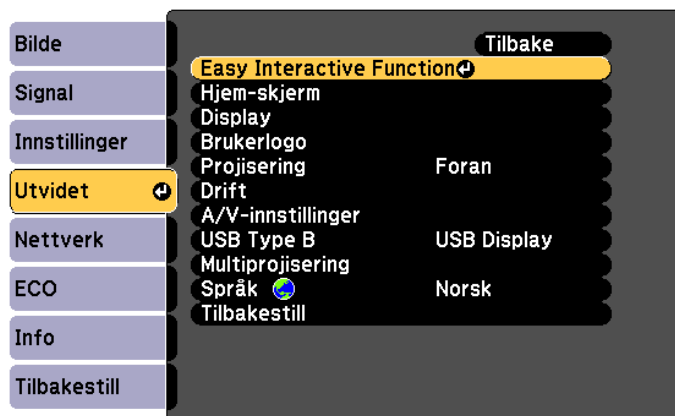 Bilde
Signal
Innstillinger
Utvidet
Nettverk
ECO
Info
Tilbakestill
Tilbake
Easy Interactive Function
Hjem-skjerm
Display
Brukerlogo
Projisering Foran
Drift
A/V-innstillinger
USB Type B USB Display
Multiprojisering
Språk Norsk
Tilbakestill